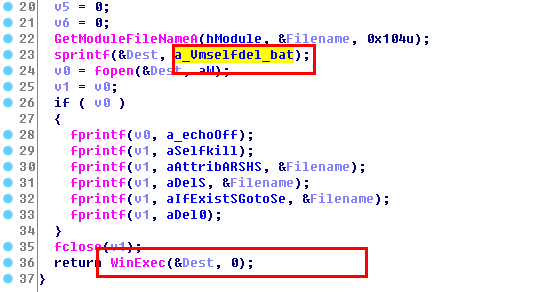 20 v5 = 0;
21 v6 = 0;
22 GetModuleFileNameA(hModule, &Filename, 0x104u);
23 sprintf(&Dest, a_Vmselfdel_bat);
24 v0 = fopen(&Dest, aW);
25 v1 = v0;
26 if ( v0 )
27 {
28 fprintf(v0, a_echoOff);
29 fprintf(v1, aSelfkill);
30 fprintf(v1, aAttribARSHS, &Filename);
31 fprintf(v1, aDelS, &Filename);
32 fprintf(v1, aIfExistSGotoSe, &Filename);
33 fprintf(v1, aDel0);
34 }
35 fclose(v1);
36 return WinExec(&Dest, 0);
37 }